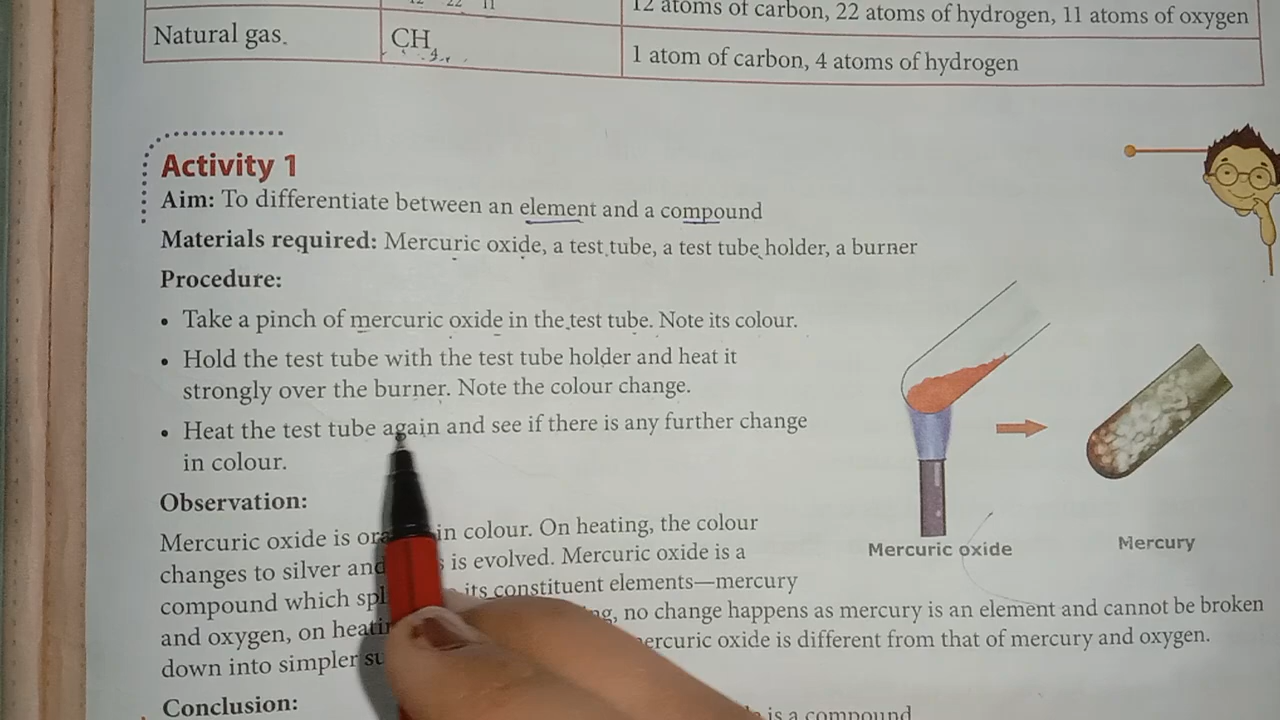 12 22 11
12 atoms of carbon, 22 atoms of hydrogen, 11 atoms of oxygen
Natural gas
CH4
1 atom of carbon, 4 atoms of hydrogen
Activity 1
Aim: To differentiate between an element and a compound
Materials required: Mercuric oxide, a test tube, a test tube holder, a burner
Procedure:
• Take a pinch of mercuric oxide in the test tube. Note its colour.
• Hold the test tube with the test tube holder and heat it
strongly over the burner. Note the colour change.
• Heat the test tube again and see if there is any further change
in colour.
Observation:
Mercuric oxide is in colour. On heating, the colour
changes to silver and is evolved. Mercuric oxide is a
compound which its constituent elements—mercury
and oxygen, on no change happens as mercury is an element and cannot be broken
down into simpler mercuric oxide is different from that of mercury and oxygen.
Conclusion:
is a compound
Mercuric oxide
Mercury